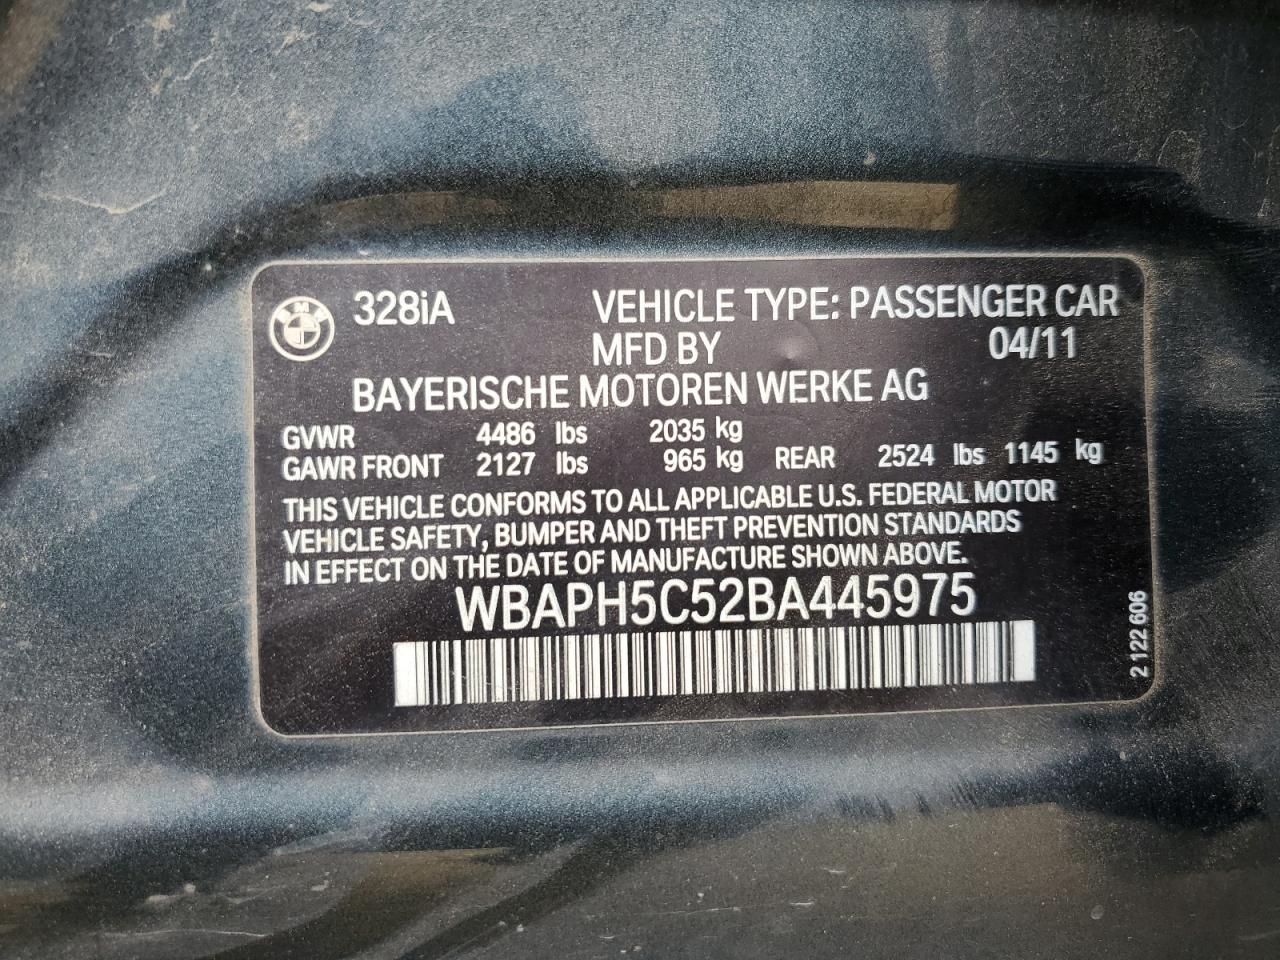 BMW 328iA VEHICLE TYPE: PASSENGER CAR
MFD BY 04/11
BAYERISCHE MOTOREN WERKE AG
GVWR 4486 lbs 2035 kg
GAWR FRONT 2127 lbs 965 kg REAR 2524 lbs 1145 kg
THIS VEHICLE CONFORMS TO ALL APPLICABLE U.S. FEDERAL MOTOR
VEHICLE SAFETY, BUMPER AND THEFT PREVENTION STANDARDS
IN EFFECT ON THE DATE OF MANUFACTURE SHOWN ABOVE.
WBAPH5C52BA445975
2 122 606